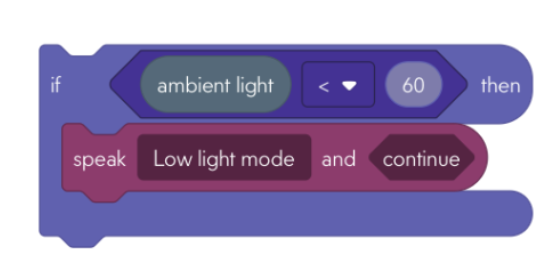 if ambient light < 60 then
speak Low light mode and continue